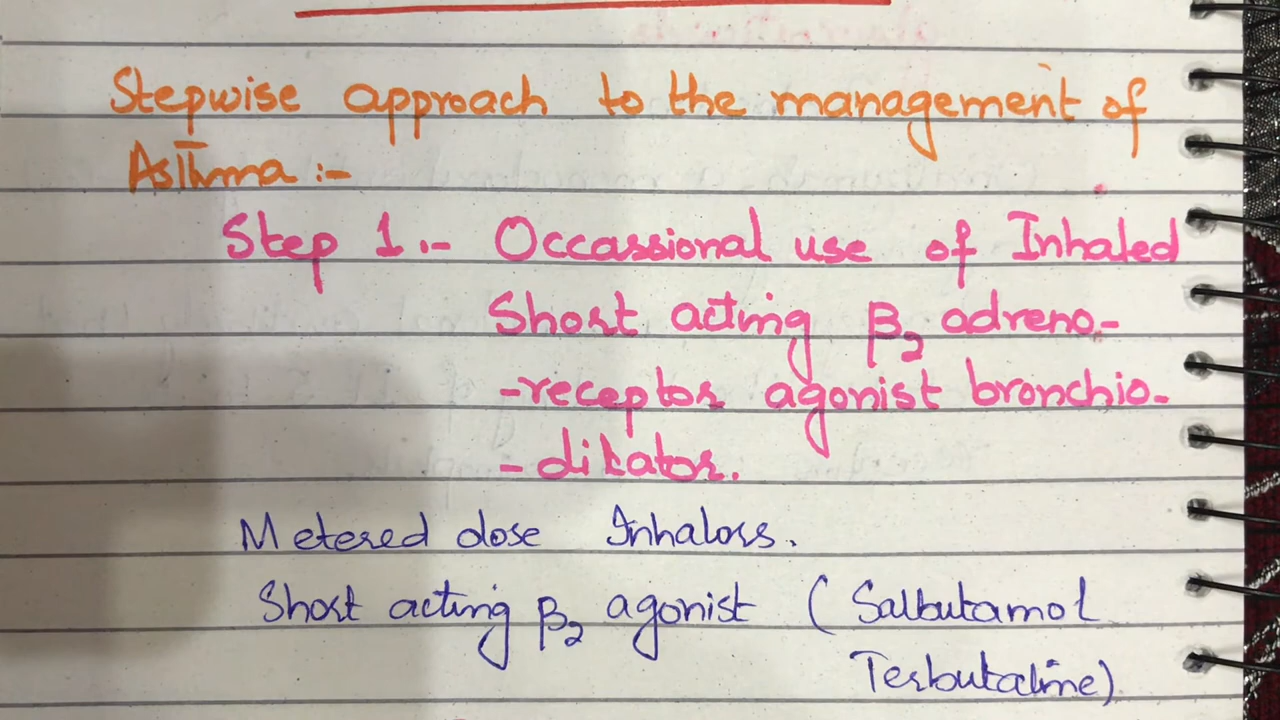 Stepwise approach to the management of
Asthma :-
Step 1 :- Occassional use of Inhaled
Short acting β₂ adreno-
-receptor agonist bronchio-
-dilator.
Metered dose Inhalors.
Short acting β₂ agonist ( Salbutamol
Terbutaline)